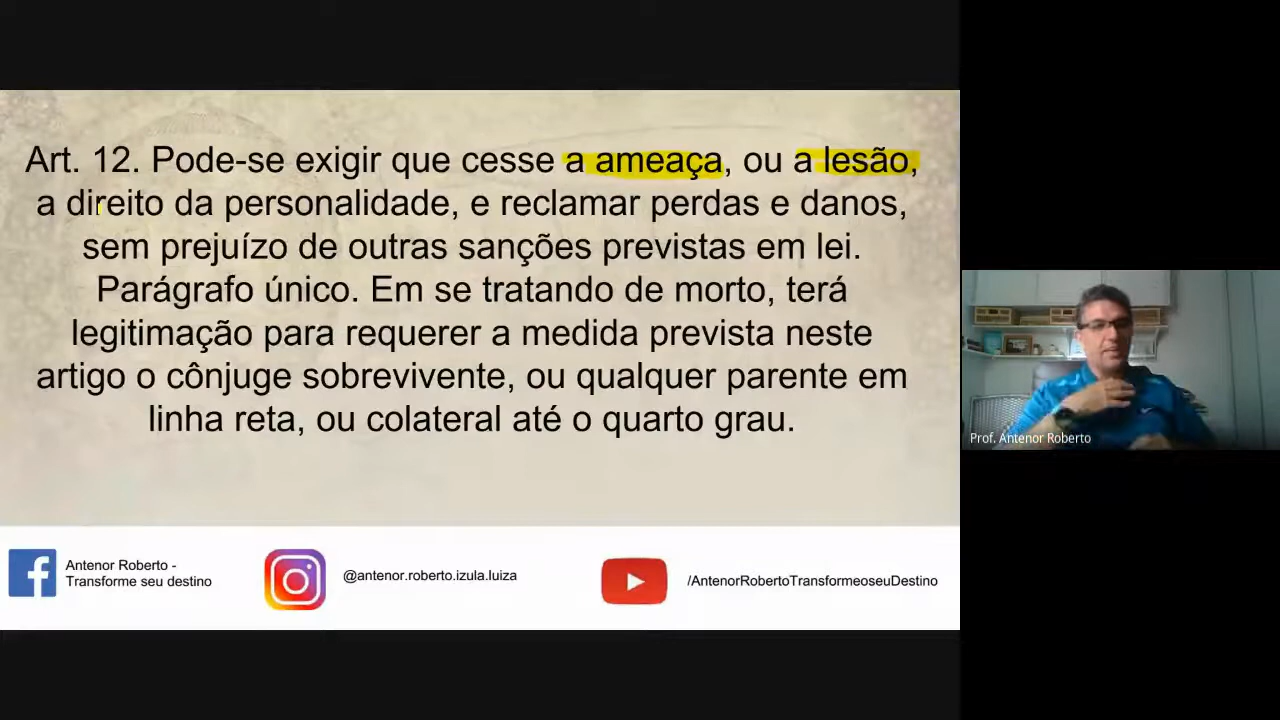 Art. 12. Pode-se exigir que cesse a ameaça, ou a lesão,
a direito da personalidade, e reclamar perdas e danos,
sem prejuízo de outras sanções previstas em lei.
Parágrafo único. Em se tratando de morto, terá
legitimação para requerer a medida prevista neste
artigo o cônjuge sobrevivente, ou qualquer parente em
linha reta, ou colateral até o quarto grau.
Prof. Antenor Roberto
Antenor Roberto -
Transforme seu destino
@antenor.roberto.izula.luiza
/AntenorRobertoTransformeoseuDestino